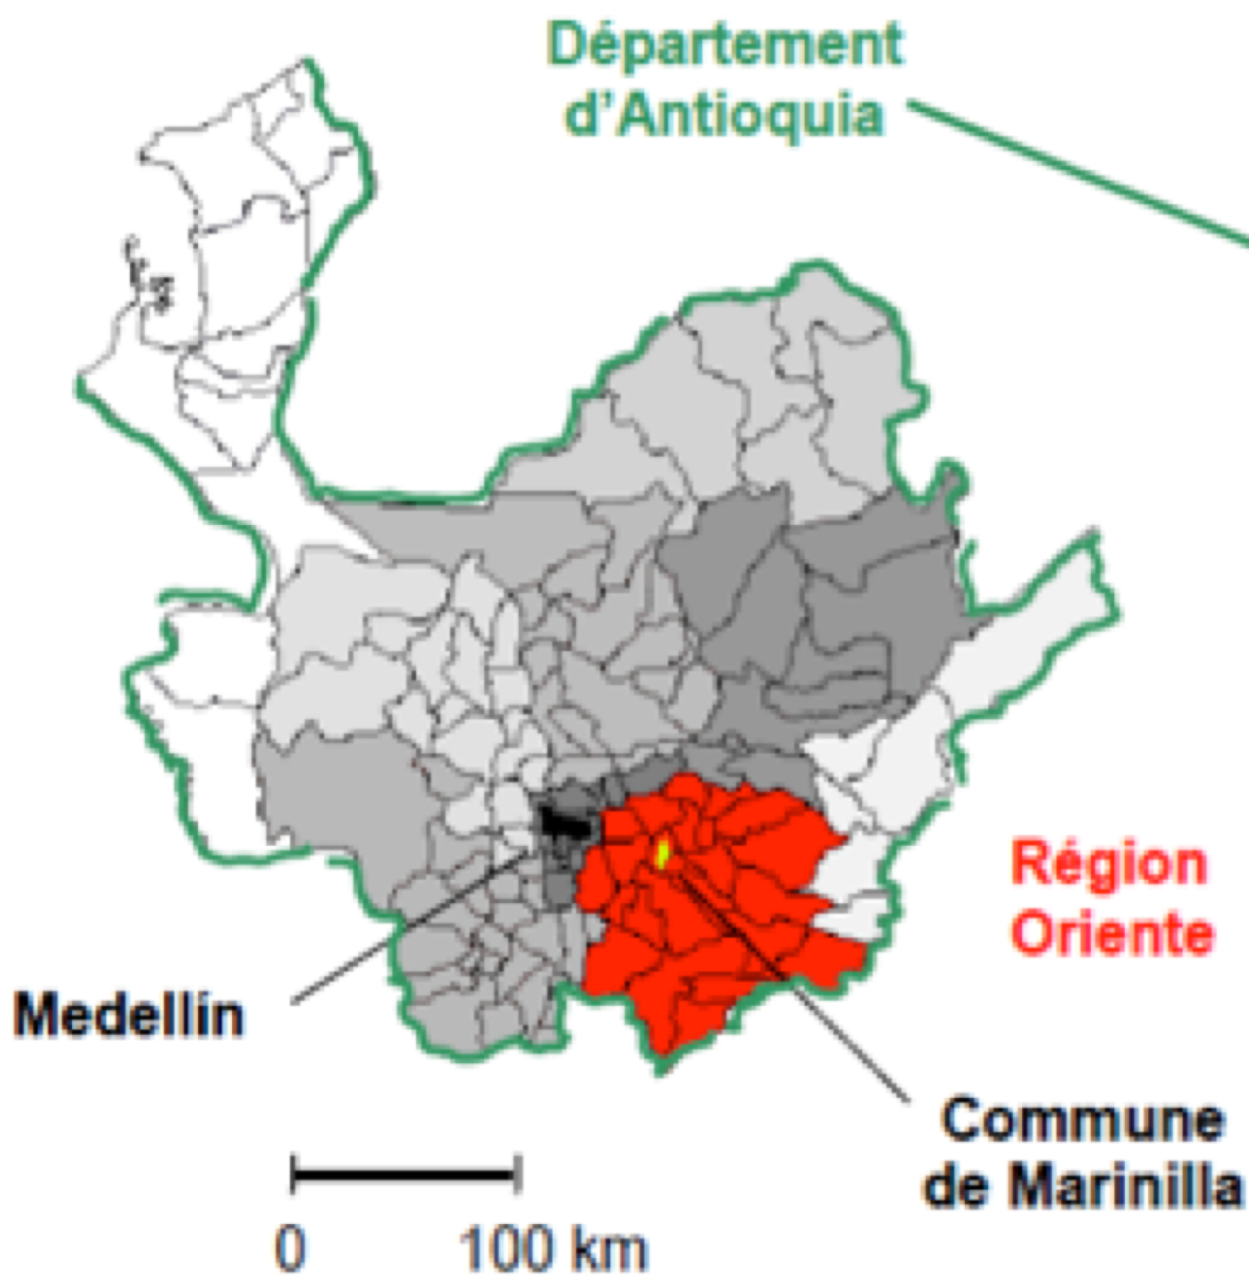 Département
d'Antioquia
Région
Oriente
Medellín
Commune
de Marinilla
0 100 km